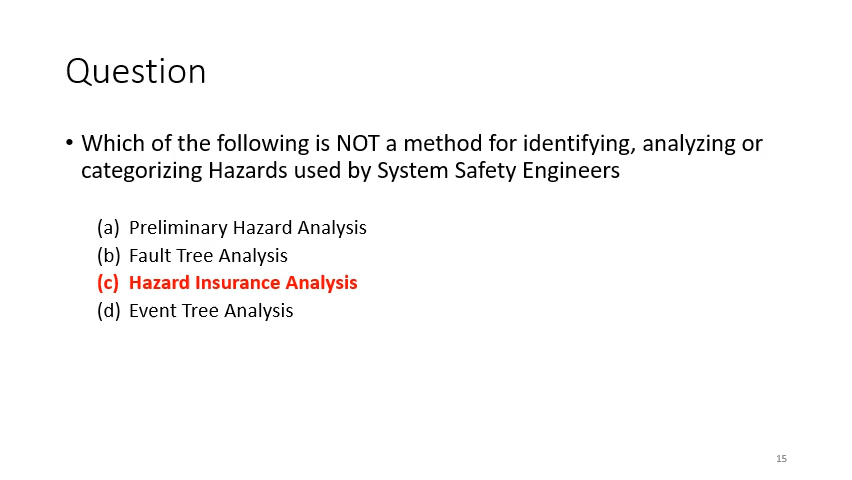 Question
• Which of the following is NOT a method for identifying, analyzing or
categorizing Hazards used by System Safety Engineers
(a) Preliminary Hazard Analysis
(b) Fault Tree Analysis
(c) Hazard Insurance Analysis
(d) Event Tree Analysis
15